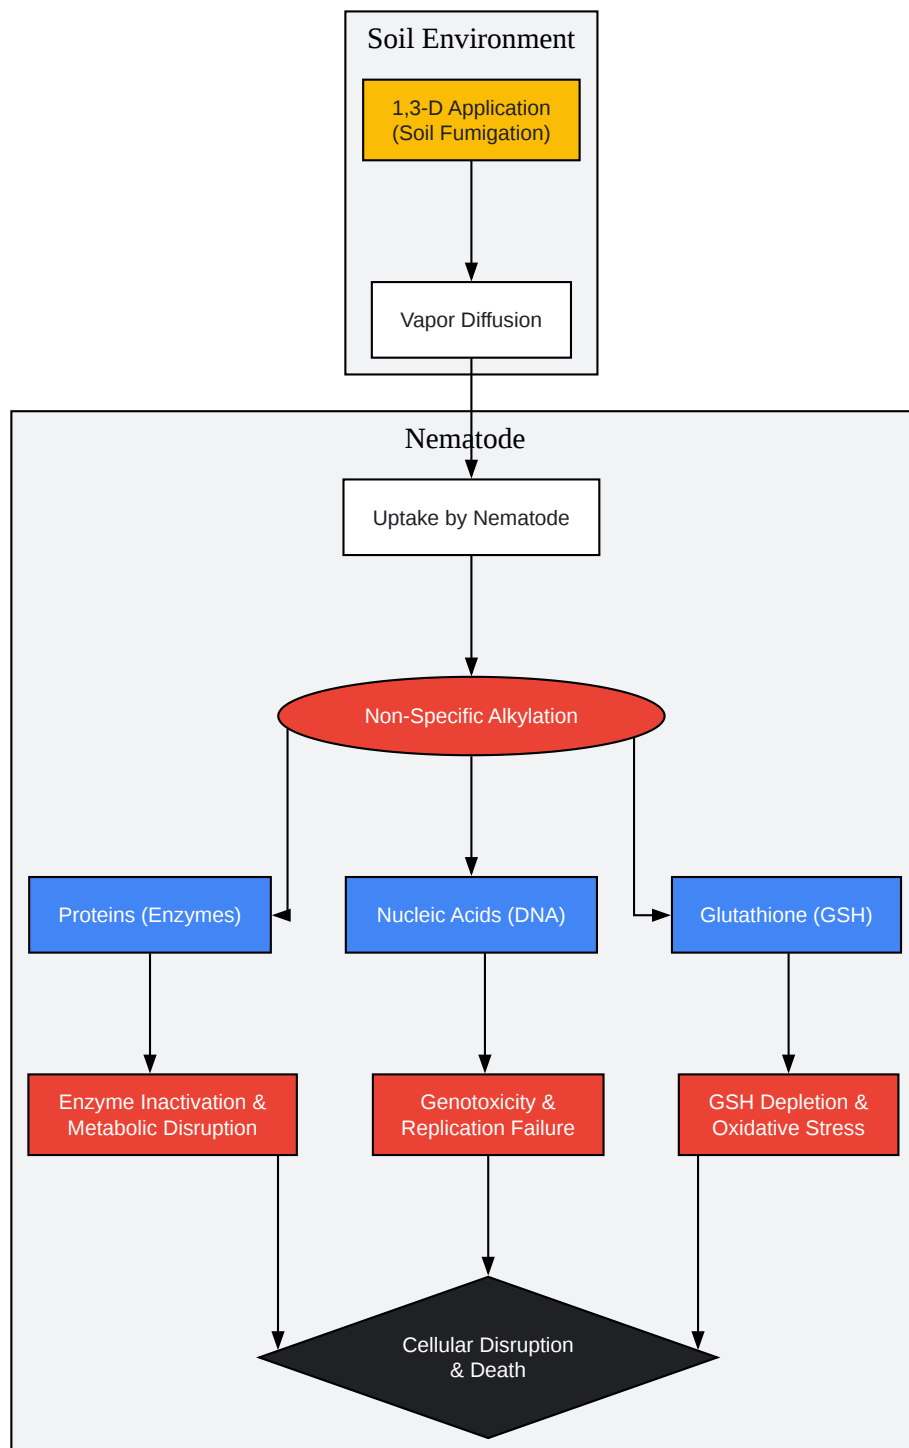 Soil Environment
1,3-D Application
(Soil Fumigation)
Vapor Diffusion
Nematode
Uptake by Nematode
Non-Specific Alkylation
Proteins (Enzymes)
Nucleic Acids (DNA)
Glutathione (GSH)
Enzyme Inactivation &
Metabolic Disruption
Genotoxicity &
Replication Failure
GSH Depletion &
Oxidative Stress
Cellular Disruption
& Death